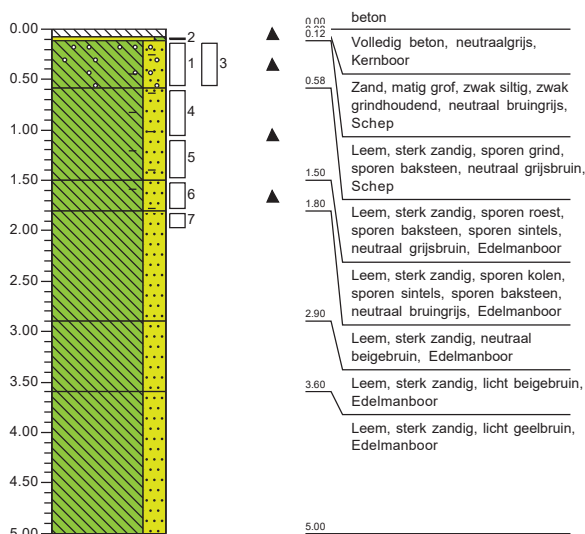 0.00
0.50
1.00
1.50
2.00
2.50
3.00
3.50
4.00
4.50
5.00
2
1
3
4
5
6
7
0.00
beton
0.12
Volledig beton, neutraalgrijs,
Kernboor
Zand, matig grof, zwak siltig, zwak
grindhoudend, neutraal bruingrijs,
Schep
0.58
Leem, sterk zandig, sporen grind,
sporen baksteen, neutraal grijsbruin,
Schep
1.50
Leem, sterk zandig, sporen roest,
sporen baksteen, sporen sintels,
neutraal grijsbruin, Edelmanboor
1.80
Leem, sterk zandig, sporen kolen,
sporen sintels, sporen baksteen,
neutraal bruingrijs, Edelmanboor
2.90
Leem, sterk zandig, neutraal
beigebruin, Edelmanboor
3.60
Leem, sterk zandig, licht beigebruin,
Edelmanboor
Leem, sterk zandig, licht geelbruin,
Edelmanboor
5.00